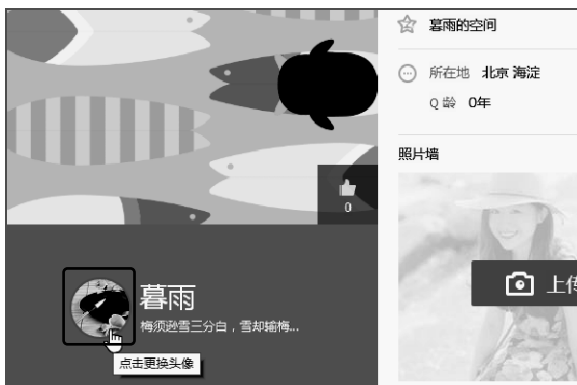 暮雨的空间
所在地 北京 海淀
Q龄 0年
照片墙
0
上传
暮雨
梅须逊雪三分白，雪却输梅...
点击更换头像